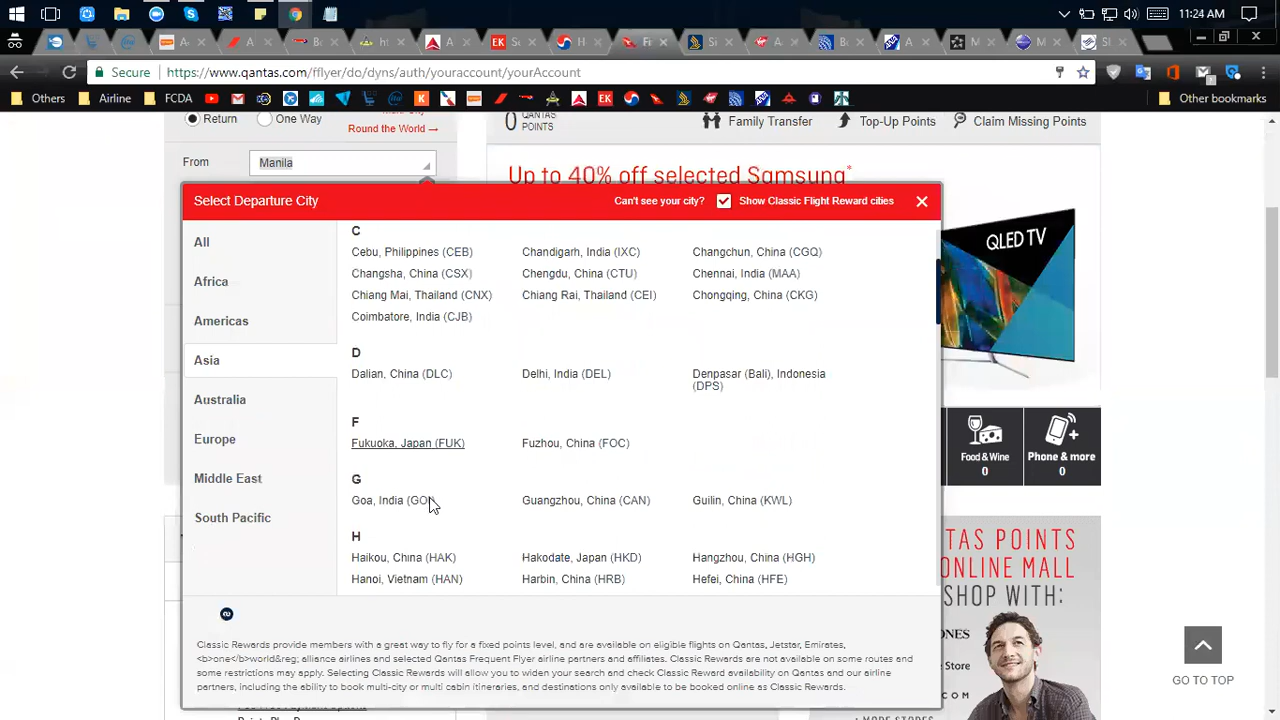 11:24 AM
Secure
https://www.qantas.com/fflyer/do/dyns/auth/youraccount/yourAccount
Others Airline FCDA Other bookmarks
Return One Way
Round the World →
0 QANTAS POINTS
Family Transfer Top-Up Points Claim Missing Points
From Manila
Up to 40% off selected Samsung*
Select Departure City Can't see your city? Show Classic Flight Reward cities
All
Africa
Americas
Asia
Australia
Europe
Middle East
South Pacific
C
Cebu, Philippines (CEB) Chandigarh, India (IXC) Changchun, China (CGQ)
Changsha, China (CSX) Chengdu, China (CTU) Chennai, India (MAA)
Chiang Mai, Thailand (CNX) Chiang Rai, Thailand (CEI) Chongqing, China (CKG)
Coimbatore, India (CJB)
D
Dalian, China (DLC) Delhi, India (DEL) Denpasar (Bali), Indonesia
(DPS)
F
Fukuoka, Japan (FUK) Fuzhou, China (FOC)
G
Goa, India Guangzhou, China (CAN) Guilin, China (KWL)
H
Haikou, China (HAK) Hakodate, Japan (HKD) Hangzhou, China (HGH)
Hanoi, Vietnam (HAN) Harbin, China (HRB) Hefei, China (HFE)
Classic Rewards provide members with a great way to fly for a fixed points level, and are available on eligible flights on Qantas, Jetstar, Emirates,
<b>one</b>world&reg; alliance airlines and selected Qantas Frequent Flyer airline partners and affiliates. Classic Rewards are not available on some routes and
some restrictions may apply. Selecting Classic Rewards will allow you to widen your search and check Classic Reward availability on Qantas and our airline
partners, including the ability to book multi-city or multi cabin itineraries, and destinations only available to be booked online as Classic Rewards.
QLED TV
Food & Wine
0
Phone & more
0
TAS POINTS
ONLINE MALL
SHOP WITH:
GO TO TOP